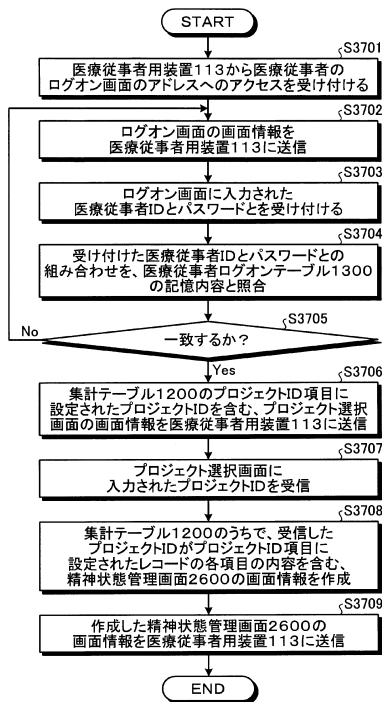 START
S3701
医療従事者用装置113から医療従事者の
ログオン画面のアドレスへのアクセスを受け付ける
S3702
ログオン画面の画面情報を
医療従事者用装置113に送信
S3703
ログオン画面に入力された
医療従事者IDとパスワードとを受け付ける
S3704
受け付けた医療従事者IDとパスワードとの
組み合わせを、医療従事者ログオンテーブル1300
の記憶内容と照合
S3705
一致するか?
No
Yes
S3706
集計テーブル1200のプロジェクトID項目に
設定されたプロジェクトIDを含む、プロジェクト選択
画面の画面情報を医療従事者用装置113に送信
S3707
プロジェクト選択画面に
入力されたプロジェクトIDを受信
S3708
集計テーブル1200のうちで、受信した
プロジェクトIDがプロジェクトID項目に
設定されたレコードの各項目の内容を含む、
精神状態管理画面2600の画面情報を作成
S3709
作成した精神状態管理画面2600の
画面情報を医療従事者用装置113に送信
END